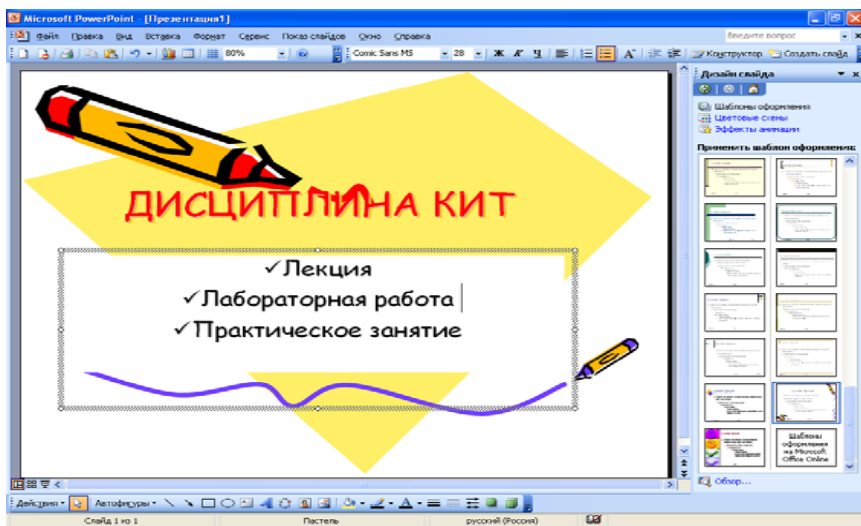 Microsoft PowerPoint - [Презентация1]
Файл Правка Вид Вставка Формат Сервис Показ слайдов Окно Справка
Введите вопрос
80% Comic Sans MS 28 Ж К Ч Конструктор Создать слайд
Дизайн слайда
Шаблоны оформления
Цветовые схемы
Эффекты анимации
Применить шаблон оформления:
ДИСЦИПЛИНА КИТ
✓Лекция
✓Лабораторная работа
✓Практическое занятие
Шаблоны оформления на Microsoft Office Online
Обзор...
Действия Автофигуры
Слайд 1 из 1 Пастель русский (Россия)